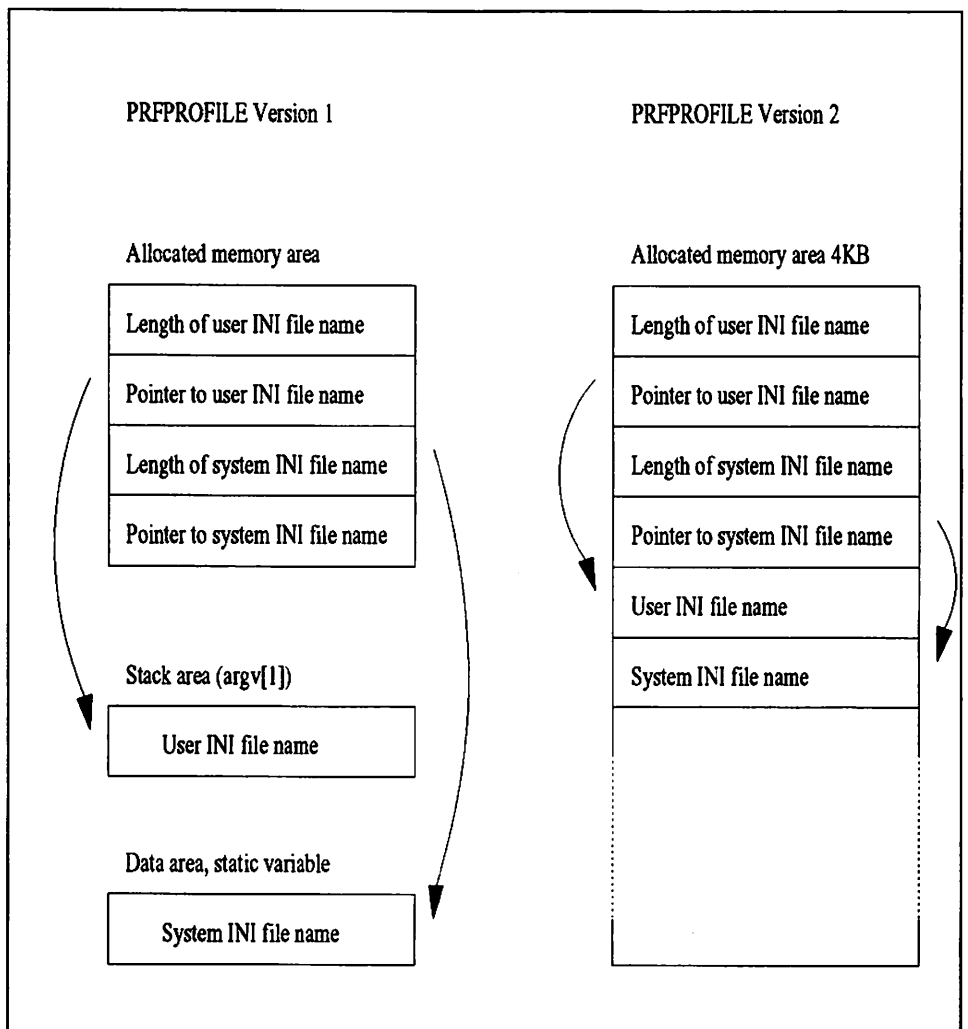 PRFPROFILE Version 1
Allocated memory area
Length of user INI file name
Pointer to user INI file name
Length of system INI file name
Pointer to system INI file name
Stack area (argv[1])
User INI file name
Data area, static variable
System INI file name
PRFPROFILE Version 2
Allocated memory area 4KB
Length of user INI file name
Pointer to user INI file name
Length of system INI file name
Pointer to system INI file name
User INI file name
System INI file name